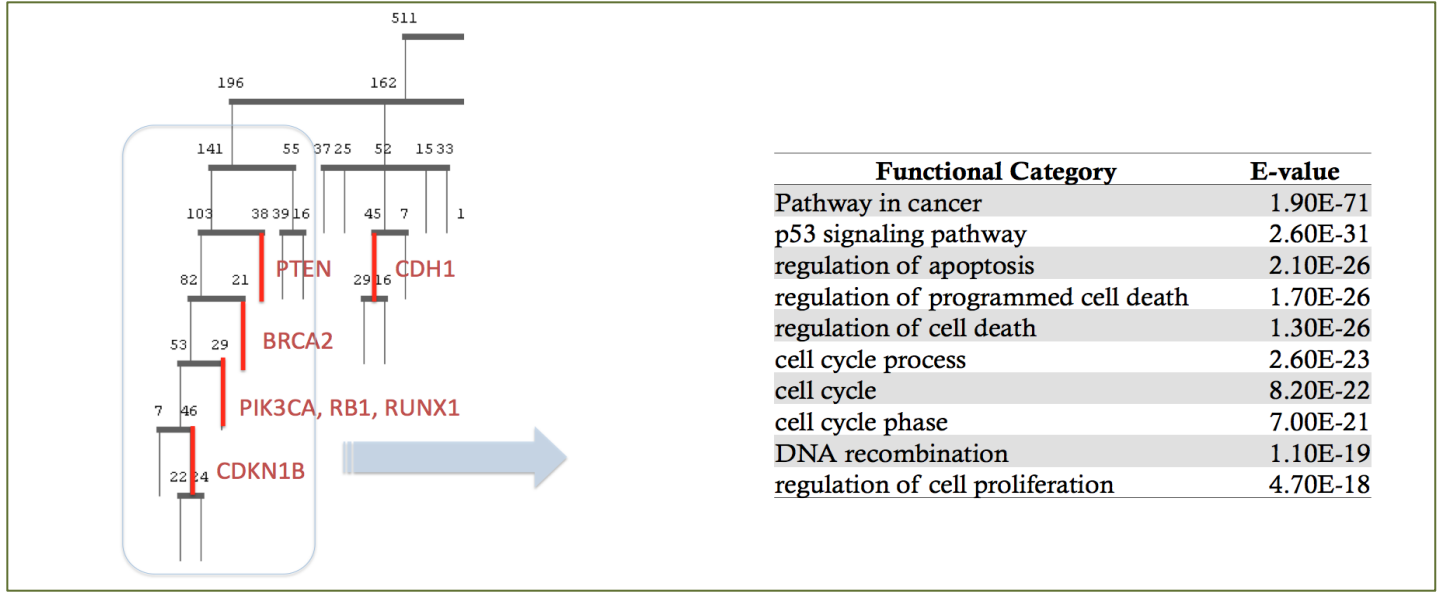 511
196 162
141 55 37 25 52 15 33
103 38 39 16 45 7 1
PTEN CDH1
82 21 29 16
BRCA2
53 29
PIK3CA, RB1, RUNX1
7 46
CDKN1B
22 24
Functional Category E-value
Pathway in cancer 1.90E-71
p53 signaling pathway 2.60E-31
regulation of apoptosis 2.10E-26
regulation of programmed cell death 1.70E-26
regulation of cell death 1.30E-26
cell cycle process 2.60E-23
cell cycle 8.20E-22
cell cycle phase 7.00E-21
DNA recombination 1.10E-19
regulation of cell proliferation 4.70E-18